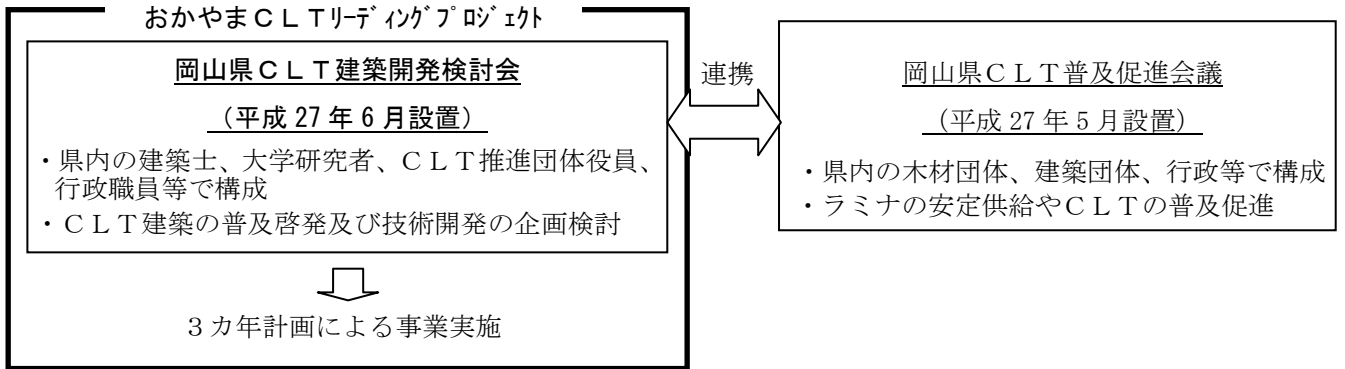 おかやまＣＬＴﾘｰﾃﾞｨﾝｸﾞﾌﾟﾛｼﾞｪｸﾄ
岡山県ＣＬＴ建築開発検討会
（平成 27 年 6 月設置）
・県内の建築士、大学研究者、ＣＬＴ推進団体役員、
行政職員等で構成
・ＣＬＴ建築の普及啓発及び技術開発の企画検討
３カ年計画による事業実施
連携
岡山県ＣＬＴ普及促進会議
（平成 27 年 5 月設置）
・県内の木材団体、建築団体、行政等で構成
・ラミナの安定供給やＣＬＴの普及促進